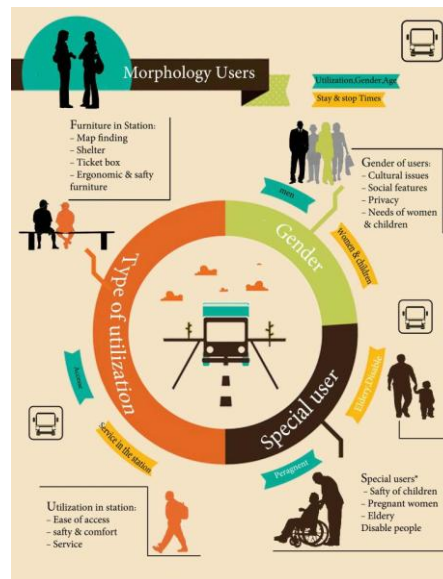 Morphology Users
Utilization,Gender,Age
Stay & stop Times
Furniture in Station:
– Map finding
– Shelter
– Ticket box
– Ergonomic & safty
furniture
Gender of users:
– Cultural issues
– Social features
– Privacy
– Needs of women
& children
men
Women & children
Gender
Type of utilization
Special user
Access
Service in the station
Eldery,Disable
Peragnent
Utilization in station:
– Ease of access
– safty & comfort
– Service
Special users*
– Safty of children
– Pregnant women
– Eldery
Disable people